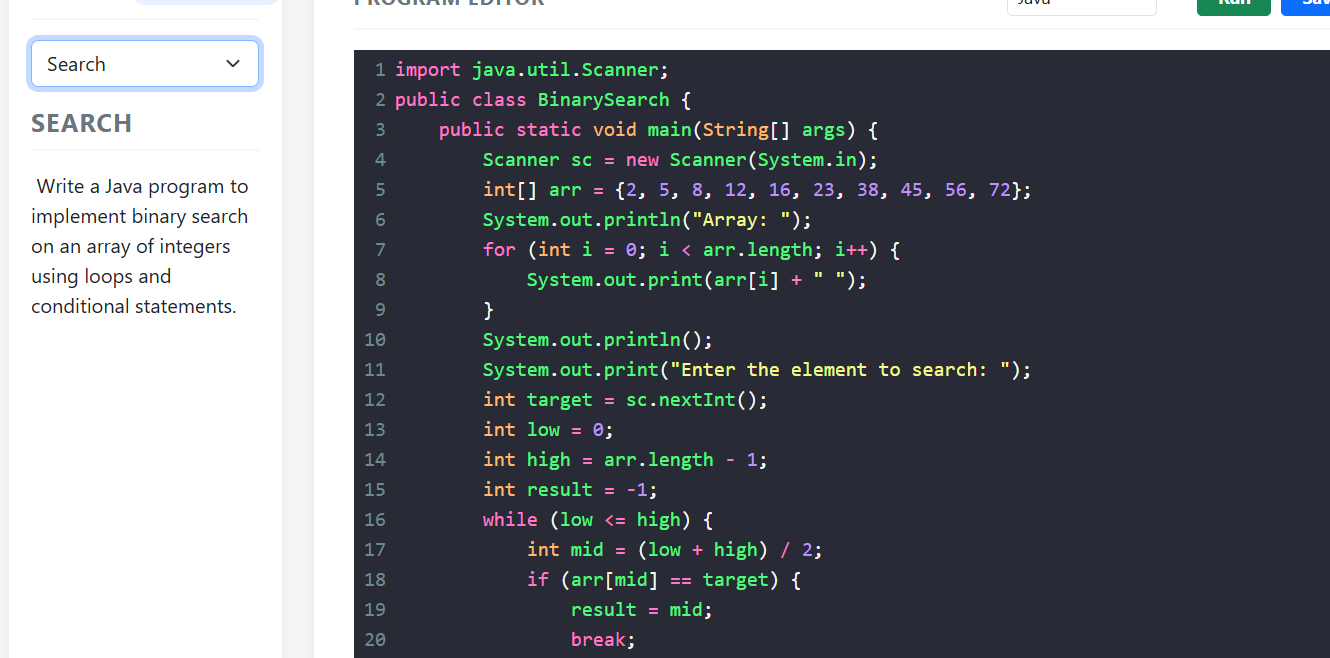 PROGRAM EDITOR
Java
Run
Sav
Search
SEARCH
Write a Java program to
implement binary search
on an array of integers
using loops and
conditional statements.
1 import java.util.Scanner;
2 public class BinarySearch {
3     public static void main(String[] args) {
4         Scanner sc = new Scanner(System.in);
5         int[] arr = {2, 5, 8, 12, 16, 23, 38, 45, 56, 72};
6         System.out.println("Array: ");
7         for (int i = 0; i < arr.length; i++) {
8             System.out.print(arr[i] + " ");
9         }
10         System.out.println();
11         System.out.print("Enter the element to search: ");
12         int target = sc.nextInt();
13         int low = 0;
14         int high = arr.length - 1;
15         int result = -1;
16         while (low <= high) {
17             int mid = (low + high) / 2;
18             if (arr[mid] == target) {
19                 result = mid;
20                 break;